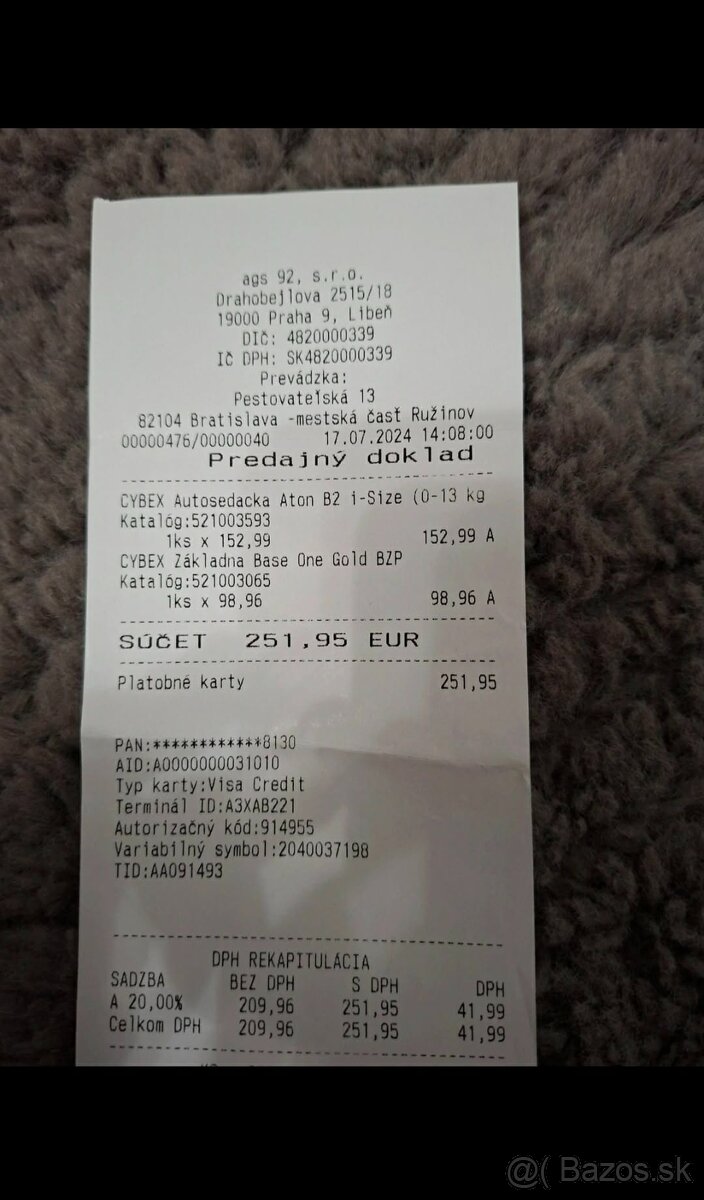 ags 92, s.r.o.
Drahobejlova 2515/18
19000 Praha 9, Libeň
DIČ: 4820000339
IČ DPH: SK4820000339
Prevádzka:
Pestovateľská 13
82104 Bratislava -mestská časť Ružinov
00000476/00000040 17.07.2024 14:08:00
Predajný doklad
CYBEX Autosedacka Aton B2 i-Size (0-13 kg
Katalóg:521003593
1ks x 152,99 152,99 A
CYBEX Základna Base One Gold BZP
Katalóg:521003065
1ks x 98,96 98,96 A
SÚČET 251,95 EUR
Platobné karty 251,95
PAN:************8130
AID:A0000000031010
Typ karty:Visa Credit
Terminál ID:A3XAB221
Autorizačný kód:914955
Variabilný symbol:2040037198
TID:AA091493
DPH REKAPITULÁCIA
SADZBA BEZ DPH S DPH DPH
A 20,00% 209,96 251,95 41,99
Celkom DPH 209,96 251,95 41,99
@( Bazos.sk